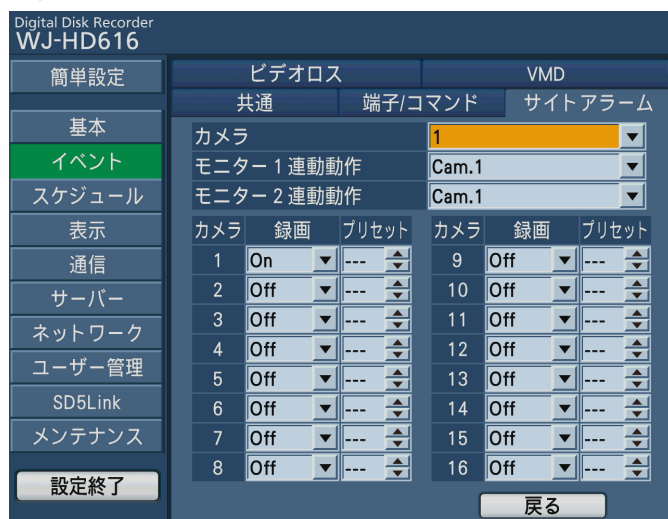 Digital Disk Recorder
WJ-HD616
簡単設定
基本
イベント
スケジュール
表示
通信
サーバー
ネットワーク
ユーザー管理
SD5Link
メンテナンス
設定終了
ビデオロス VMD
共通 端子/コマンド サイトアラーム
カメラ 1
モニター 1 連動動作 Cam.1
モニター 2 連動動作 Cam.1
カメラ 録画 プリセット カメラ 録画 プリセット
1 On --- 9 Off ---
2 Off --- 10 Off ---
3 Off --- 11 Off ---
4 Off --- 12 Off ---
5 Off --- 13 Off ---
6 Off --- 14 Off ---
7 Off --- 15 Off ---
8 Off --- 16 Off ---
戻る